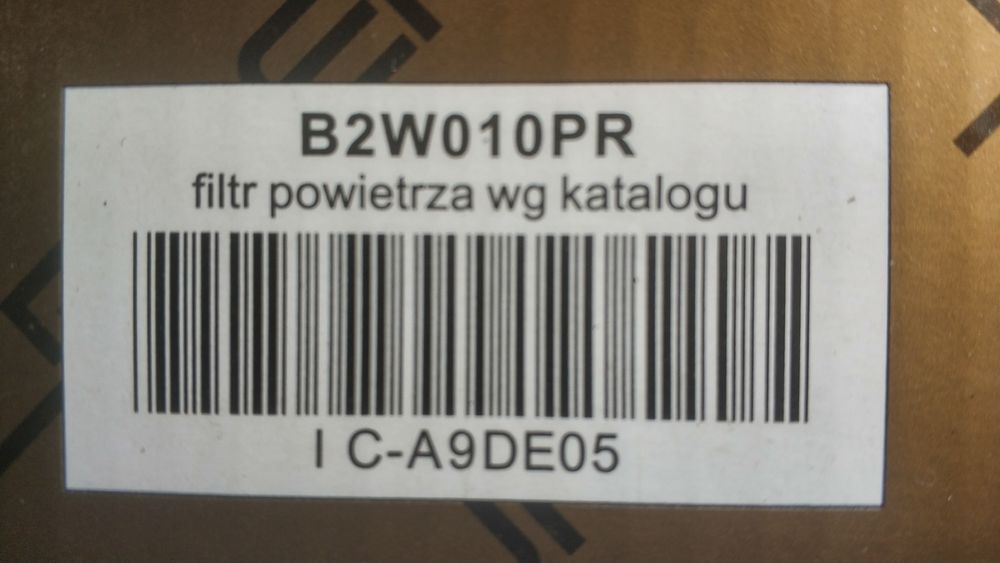 B2W010PR
filtr powietrza wg katalogu
I C-A9DE05